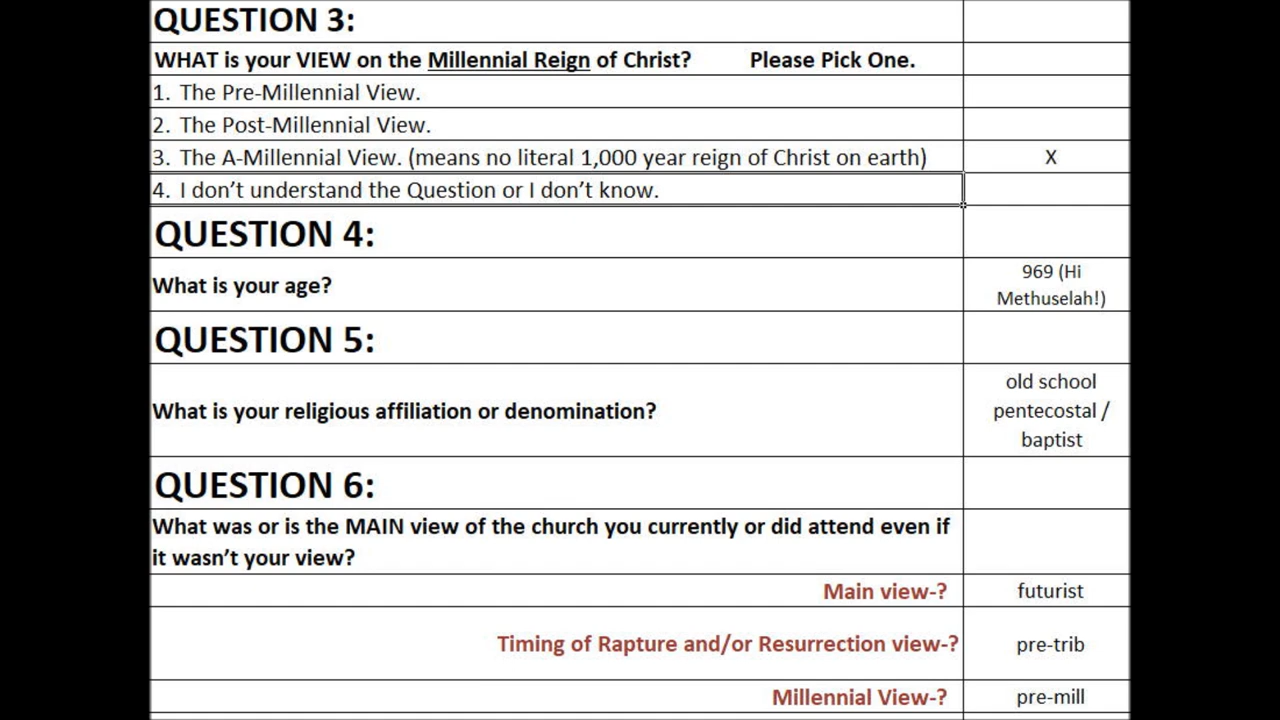 QUESTION 3:
WHAT is your VIEW on the Millennial Reign of Christ? Please Pick One.
1. The Pre-Millennial View.
2. The Post-Millennial View.
3. The A-Millennial View. (means no literal 1,000 year reign of Christ on earth) X
4. I don’t understand the Question or I don’t know.
QUESTION 4:
What is your age?
969 (Hi
Methuselah!)
QUESTION 5:
What is your religious affiliation or denomination?
old school
pentecostal /
baptist
QUESTION 6:
What was or is the MAIN view of the church you currently or did attend even if
it wasn’t your view?
Main view-? futurist
Timing of Rapture and/or Resurrection view-? pre-trib
Millennial View-? pre-mill